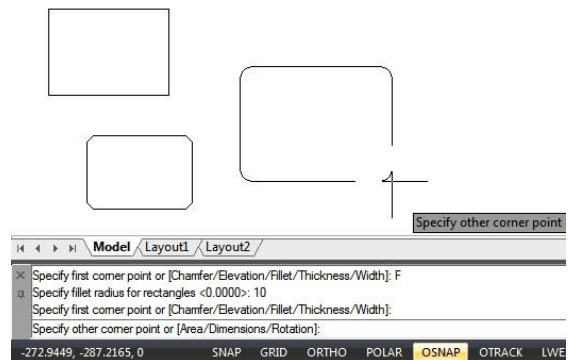 Specify other corner point
Model Layout1 Layout2
Specify first corner point or [Chamfer/Elevation/Fillet/Thickness/Width]: F
Specify fillet radius for rectangles <0.0000>: 10
Specify first corner point or [Chamfer/Elevation/Fillet/Thickness/Width]:
Specify other corner point or [Area/Dimensions/Rotation]:
-272.9449, -287.2165, 0 SNAP GRID ORTHO POLAR OSNAP OTRACK LWE